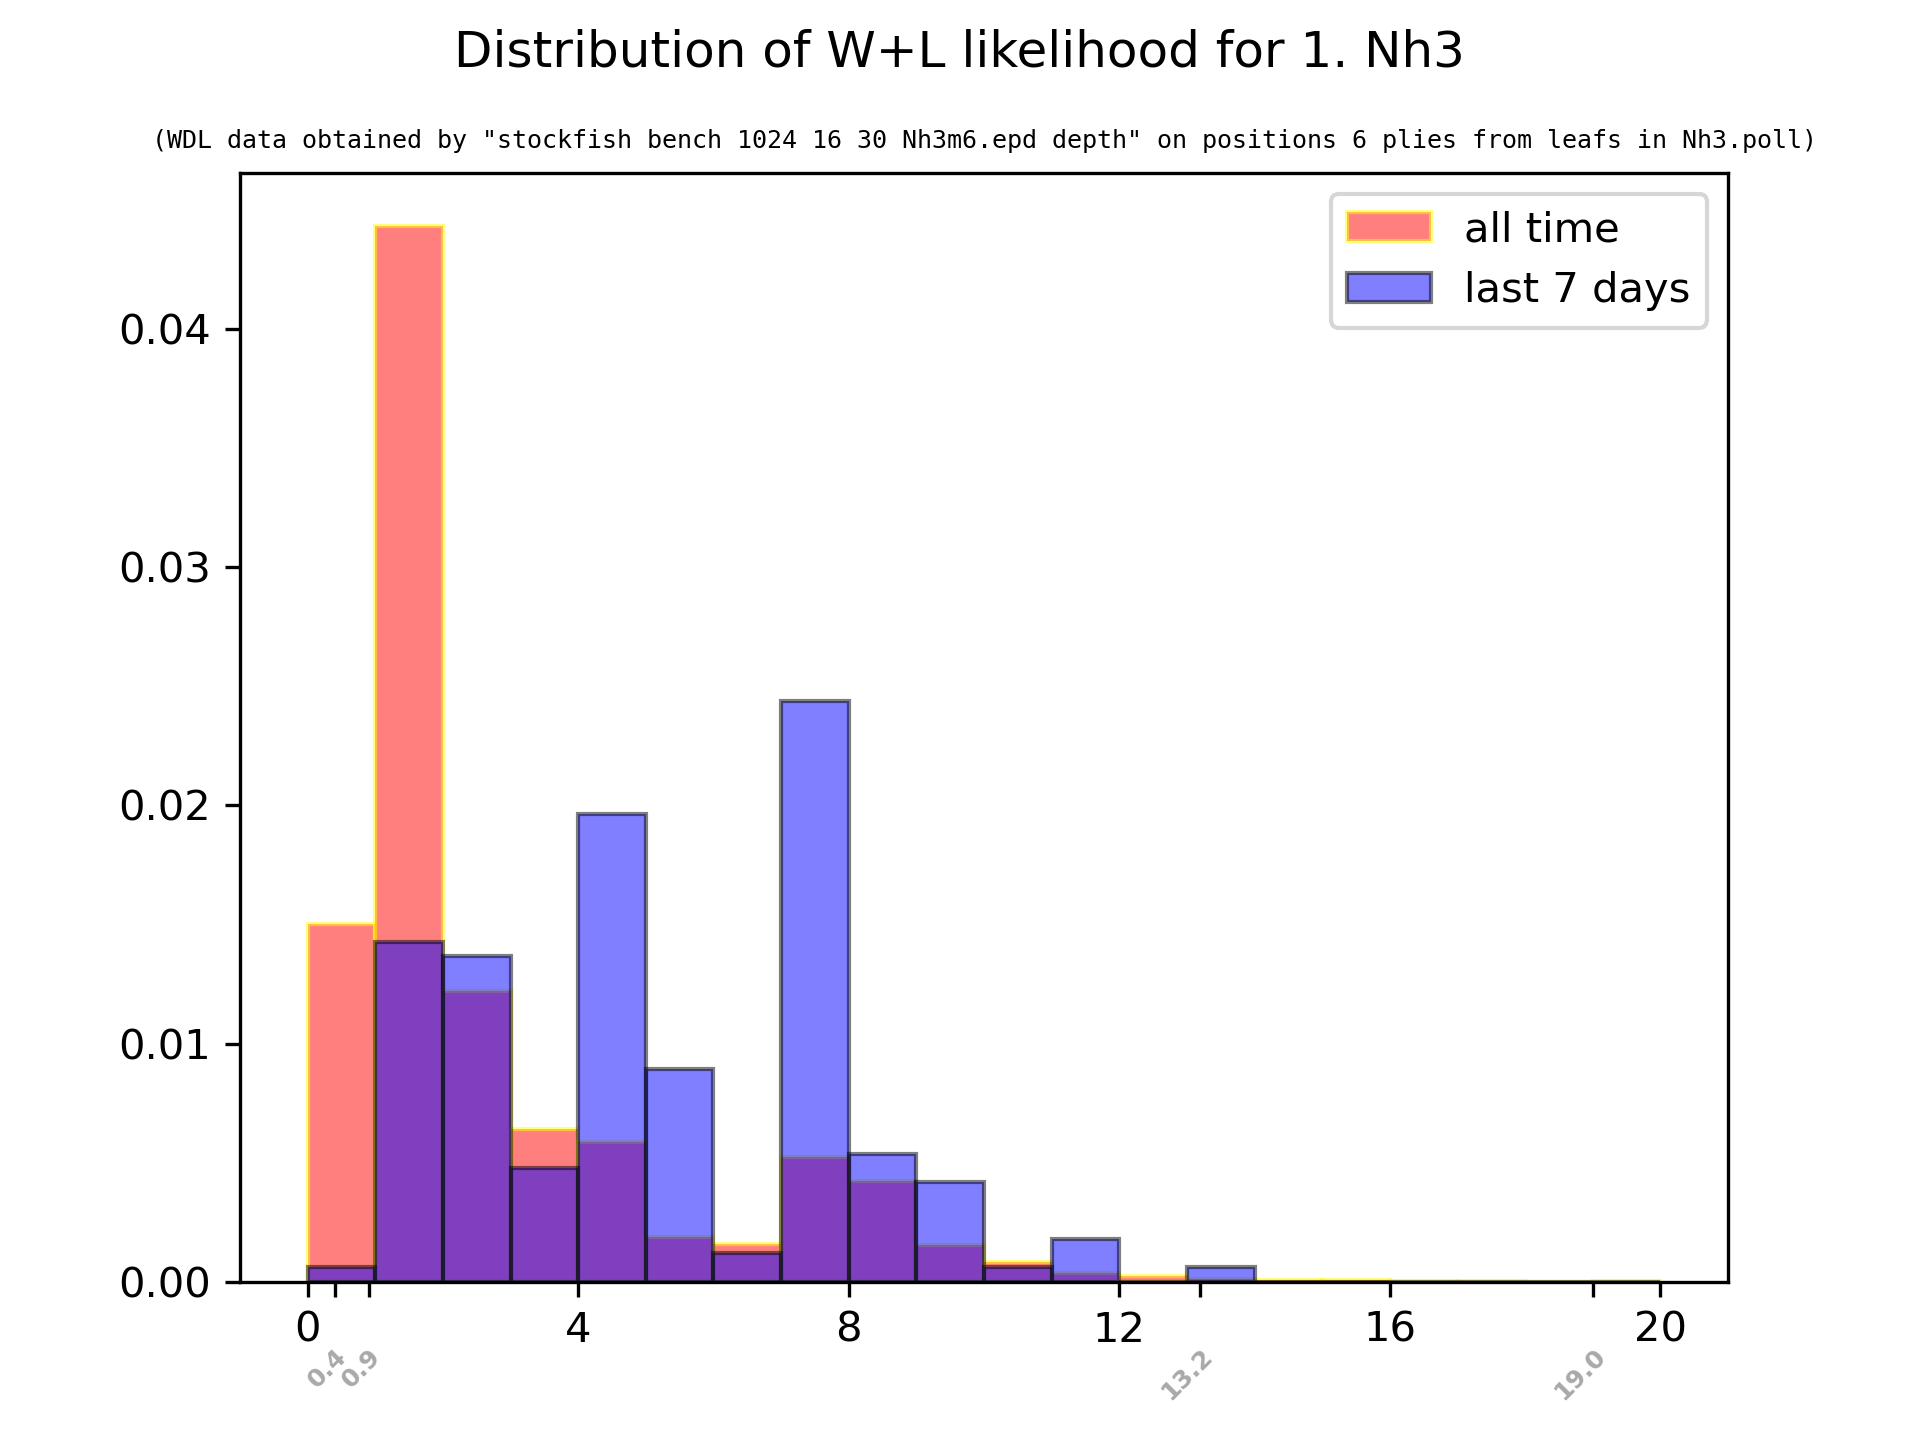 Distribution of W+L likelihood for 1. Nh3
(WDL data obtained by "stockfish bench 1024 16 30 Nh3m6.epd depth" on positions 6 plies from leafs in Nh3.poll)
all time
last 7 days
0.04
0.03
0.02
0.01
0.00
0 4 8 12 16 20
0.4 0.9 13.2 19.0